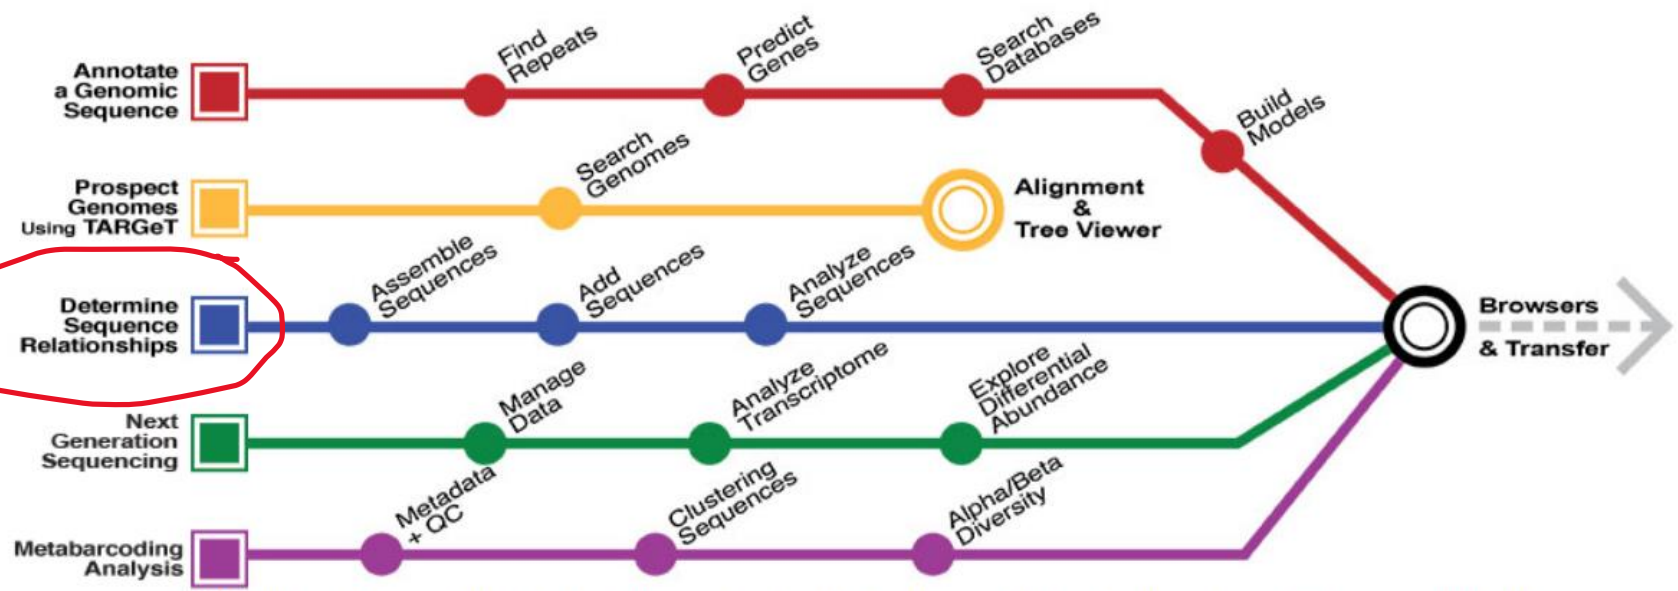 Annotate
a Genomic
Sequence
Find
Repeats
Predict
Genes
Search
Databases
Build
Models
Prospect
Genomes
Using TARGeT
Search
Genomes
Alignment
&
Tree Viewer
Determine
Sequence
Relationships
Assemble
Sequences
Add
Sequences
Analyze
Sequences
Browsers
& Transfer
Next
Generation
Sequencing
Manage
Data
Analyze
Transcriptome
Explore
Differential
Abundance
Metabarcoding
Analysis
Metadata
+ QC
Clustering
Sequences
Alpha/Beta
Diversity